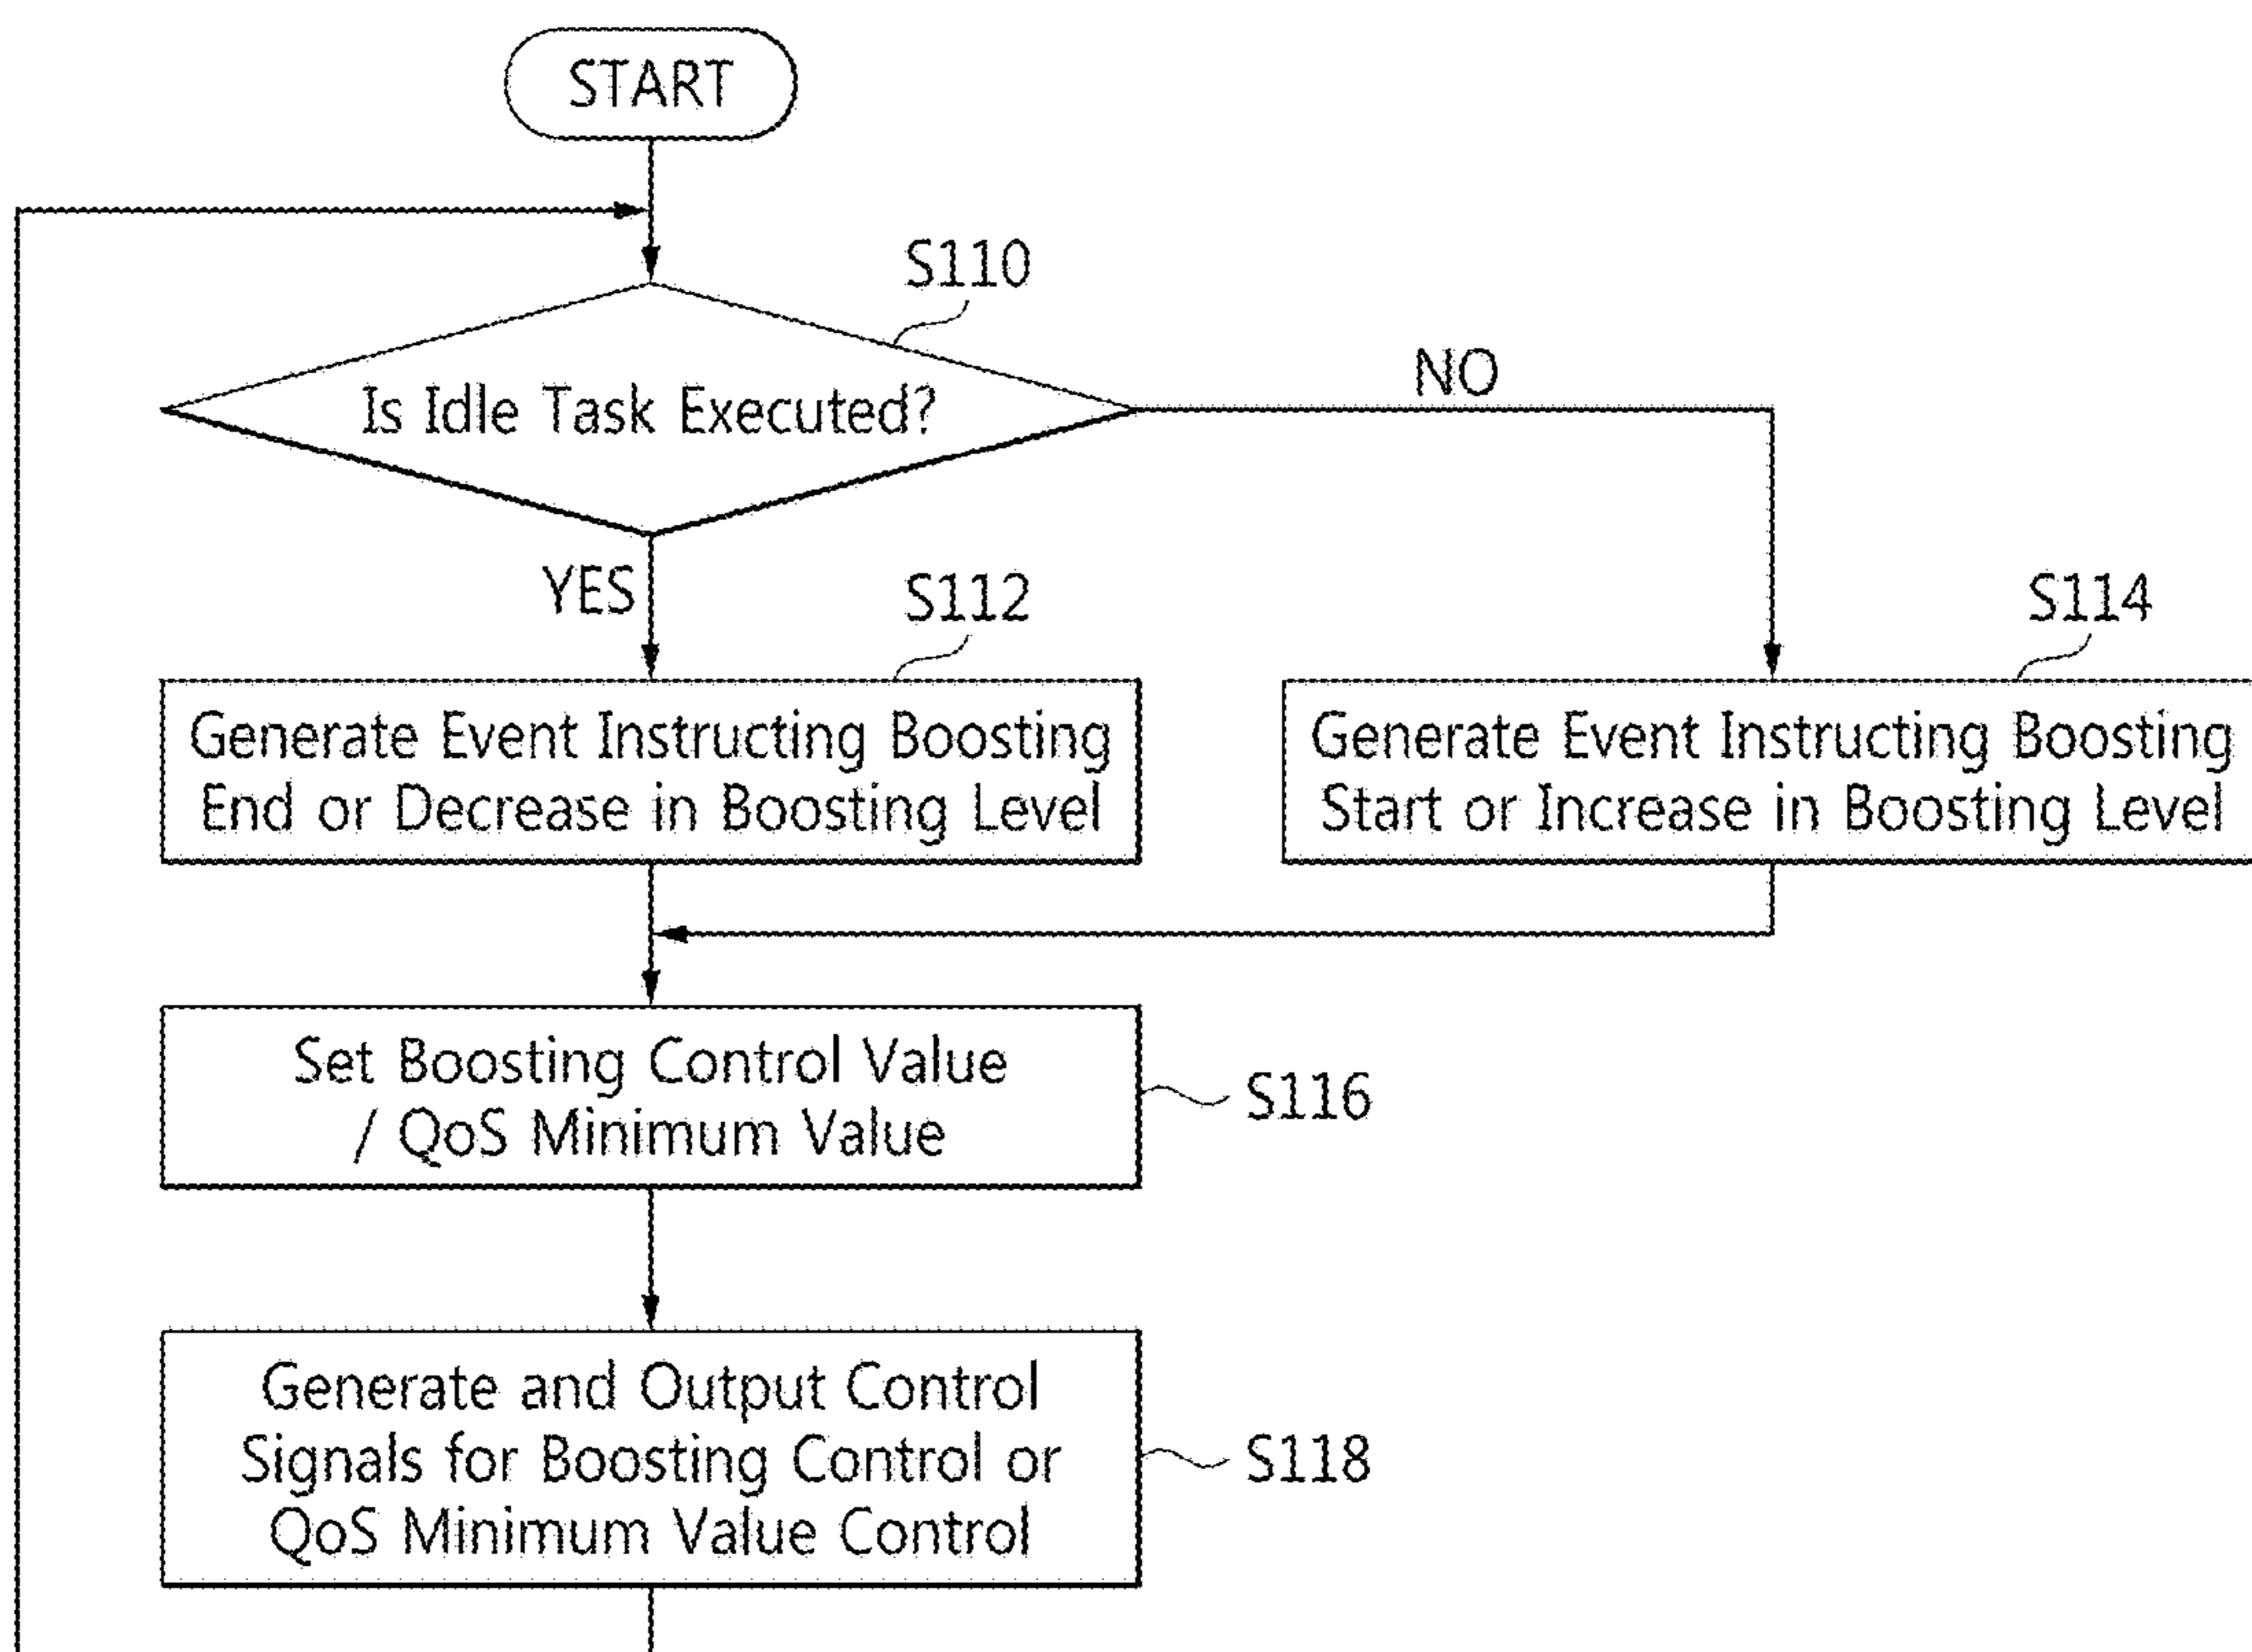 START
S110
Is Idle Task Executed?
NO
YES
S112
S114
Generate Event Instructing Boosting
End or Decrease in Boosting Level
Generate Event Instructing Boosting
Start or Increase in Boosting Level
Set Boosting Control Value
/ QoS Minimum Value
S116
Generate and Output Control
Signals for Boosting Control or
QoS Minimum Value Control
S118